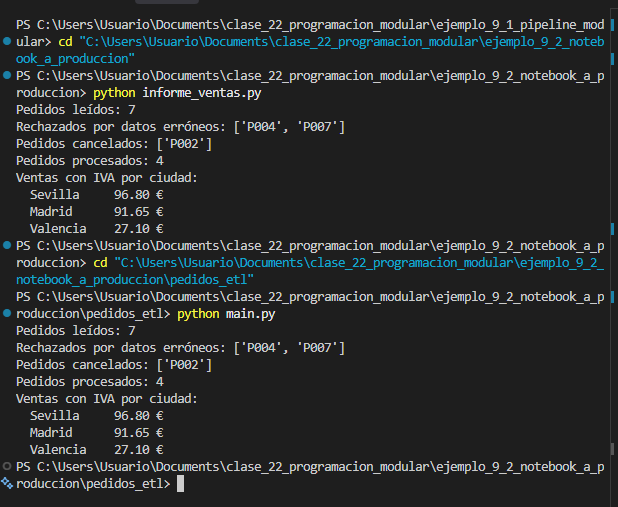 PS C:\Users\Usuario\Documents\clase_22_programacion_modular\ejemplo_9_1_pipeline_mod
ular> cd "C:\Users\Usuario\Documents\clase_22_programacion_modular\ejemplo_9_2_noteb
ook_a_produccion"
PS C:\Users\Usuario\Documents\clase_22_programacion_modular\ejemplo_9_2_notebook_a_p
roduccion> python informe_ventas.py
Pedidos leídos: 7
Rechazados por datos erróneos: ['P004', 'P007']
Pedidos cancelados: ['P002']
Pedidos procesados: 4
Ventas con IVA por ciudad:
  Sevilla     96.80 €
  Madrid      91.65 €
  Valencia    27.10 €
PS C:\Users\Usuario\Documents\clase_22_programacion_modular\ejemplo_9_2_notebook_a_p
roduccion> cd "C:\Users\Usuario\Documents\clase_22_programacion_modular\ejemplo_9_2_
notebook_a_produccion\pedidos_etl"
PS C:\Users\Usuario\Documents\clase_22_programacion_modular\ejemplo_9_2_notebook_a_p
roduccion\pedidos_etl> python main.py
Pedidos leídos: 7
Rechazados por datos erróneos: ['P004', 'P007']
Pedidos cancelados: ['P002']
Pedidos procesados: 4
Ventas con IVA por ciudad:
  Sevilla     96.80 €
  Madrid      91.65 €
  Valencia    27.10 €
PS C:\Users\Usuario\Documents\clase_22_programacion_modular\ejemplo_9_2_notebook_a_p
roduccion\pedidos_etl>